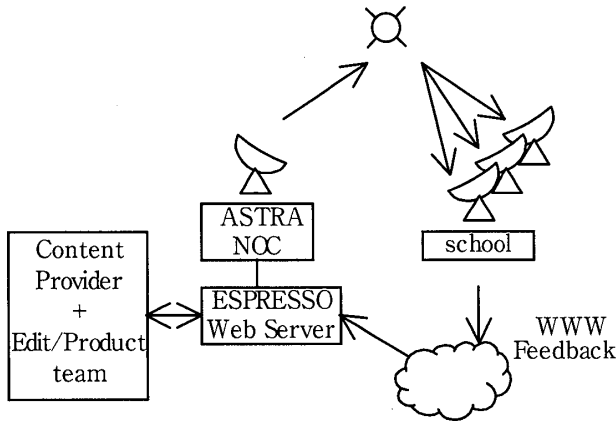 ASTRA
NOC
school
Content
Provider
+
Edit/Product
team
ESPRESSO
Web Server
WWW
Feedback